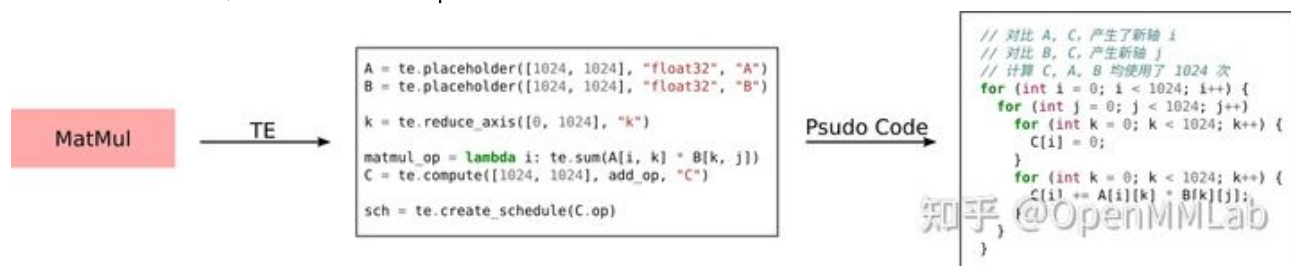 MatMul
TE
A = te.placeholder([1024, 1024], "float32", "A")
B = te.placeholder([1024, 1024], "float32", "B")
k = te.reduce_axis([0, 1024], "k")
matmul_op = lambda i: te.sum(A[i, k] * B[k, j])
C = te.compute([1024, 1024], add_op, "C")
sch = te.create_schedule(C.op)
Psudo Code
// 对比 A, C, 产生了新轴 i
// 对比 B, C, 产生新轴 j
// 计算 C, A, B 均使用了 1024 次
for (int i = 0; i < 1024; i++) {
for (int j = 0; j < 1024; j++)
for (int k = 0; k < 1024; k++) {
C[i] = 0;
}
for (int k = 0; k < 1024; k++) {
C[i] += A[i][k] * B[k][j];
}
}
}
知乎 @OpenMMLab